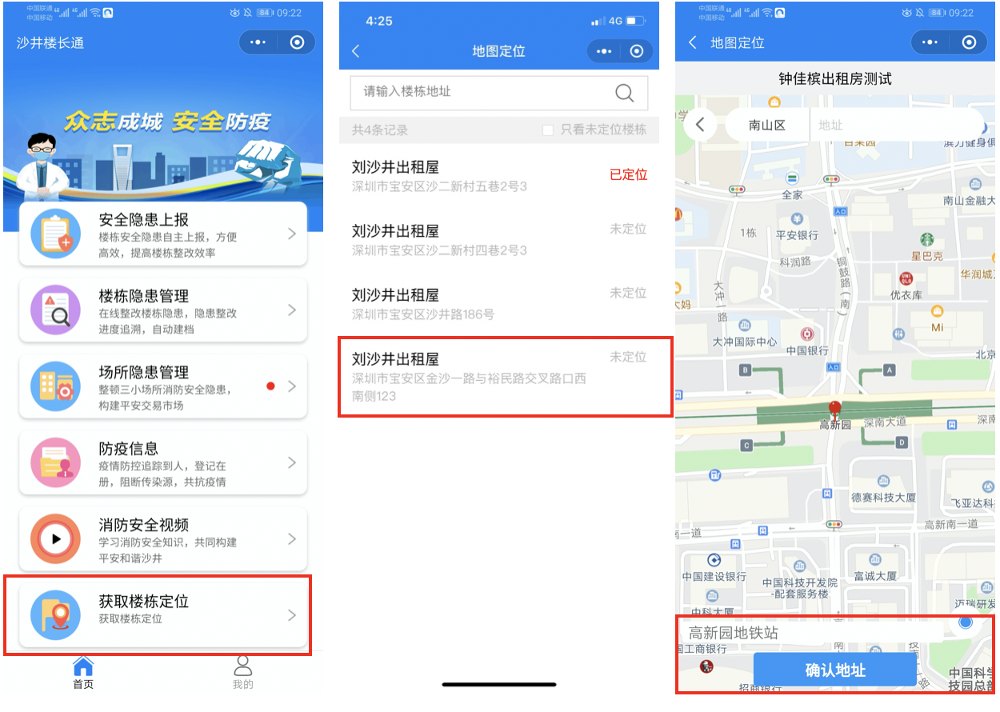 中国联通
中国移动
84
09:22
沙井楼长通
众志成城 安全防疫
安全隐患上报
楼栋安全隐患自主上报，方便
高效，提高楼栋整改效率
楼栋隐患管理
在线整改楼栋隐患，隐患整改
进度追溯，自动建档
场所隐患管理
整顿三小场所消防安全隐患，
构建平安交易市场
防疫信息
疫情防控追踪到人，登记在
册，阻断传染源，共抗疫情
消防安全视频
学习消防安全知识，共同构建
平安和谐沙井
获取楼栋定位
获取楼栋定位
首页
我的
4:25
4G
地图定位
请输入楼栋地址
共4条记录
只看未定位楼栋
刘沙井出租屋
已定位
深圳市宝安区沙二新村五巷2号3
刘沙井出租屋
未定位
深圳市宝安区沙二新村四巷2号3
刘沙井出租屋
未定位
深圳市宝安区沙井路186号
刘沙井出租屋
未定位
深圳市宝安区金沙一路与裕民路交叉路口西
南侧123
中国联通
中国移动
84
09:22
地图定位
钟佳槟出租房测试
南山区
地址
百果园
滨力健身俱
全家
南山金融大
入口
1栋
平安银行
星巴克
科润路
铜鼓路（南）
华润城
UNI
QLO
优衣库
大冲一路
大妈
Mi
大冲国际中心
中国银行
北京
入口
B
A
高新园
深南大道
深南
C
D
德赛科技大厦
飞亚达科
南一道
高新南一道
中国建设银行
中国科技开发院
-配套服务楼
富诚大厦
中科大厦
迈瑞研发
高新园地铁站
国工商银行
确认地址
中国科学
技园总部
招商银行